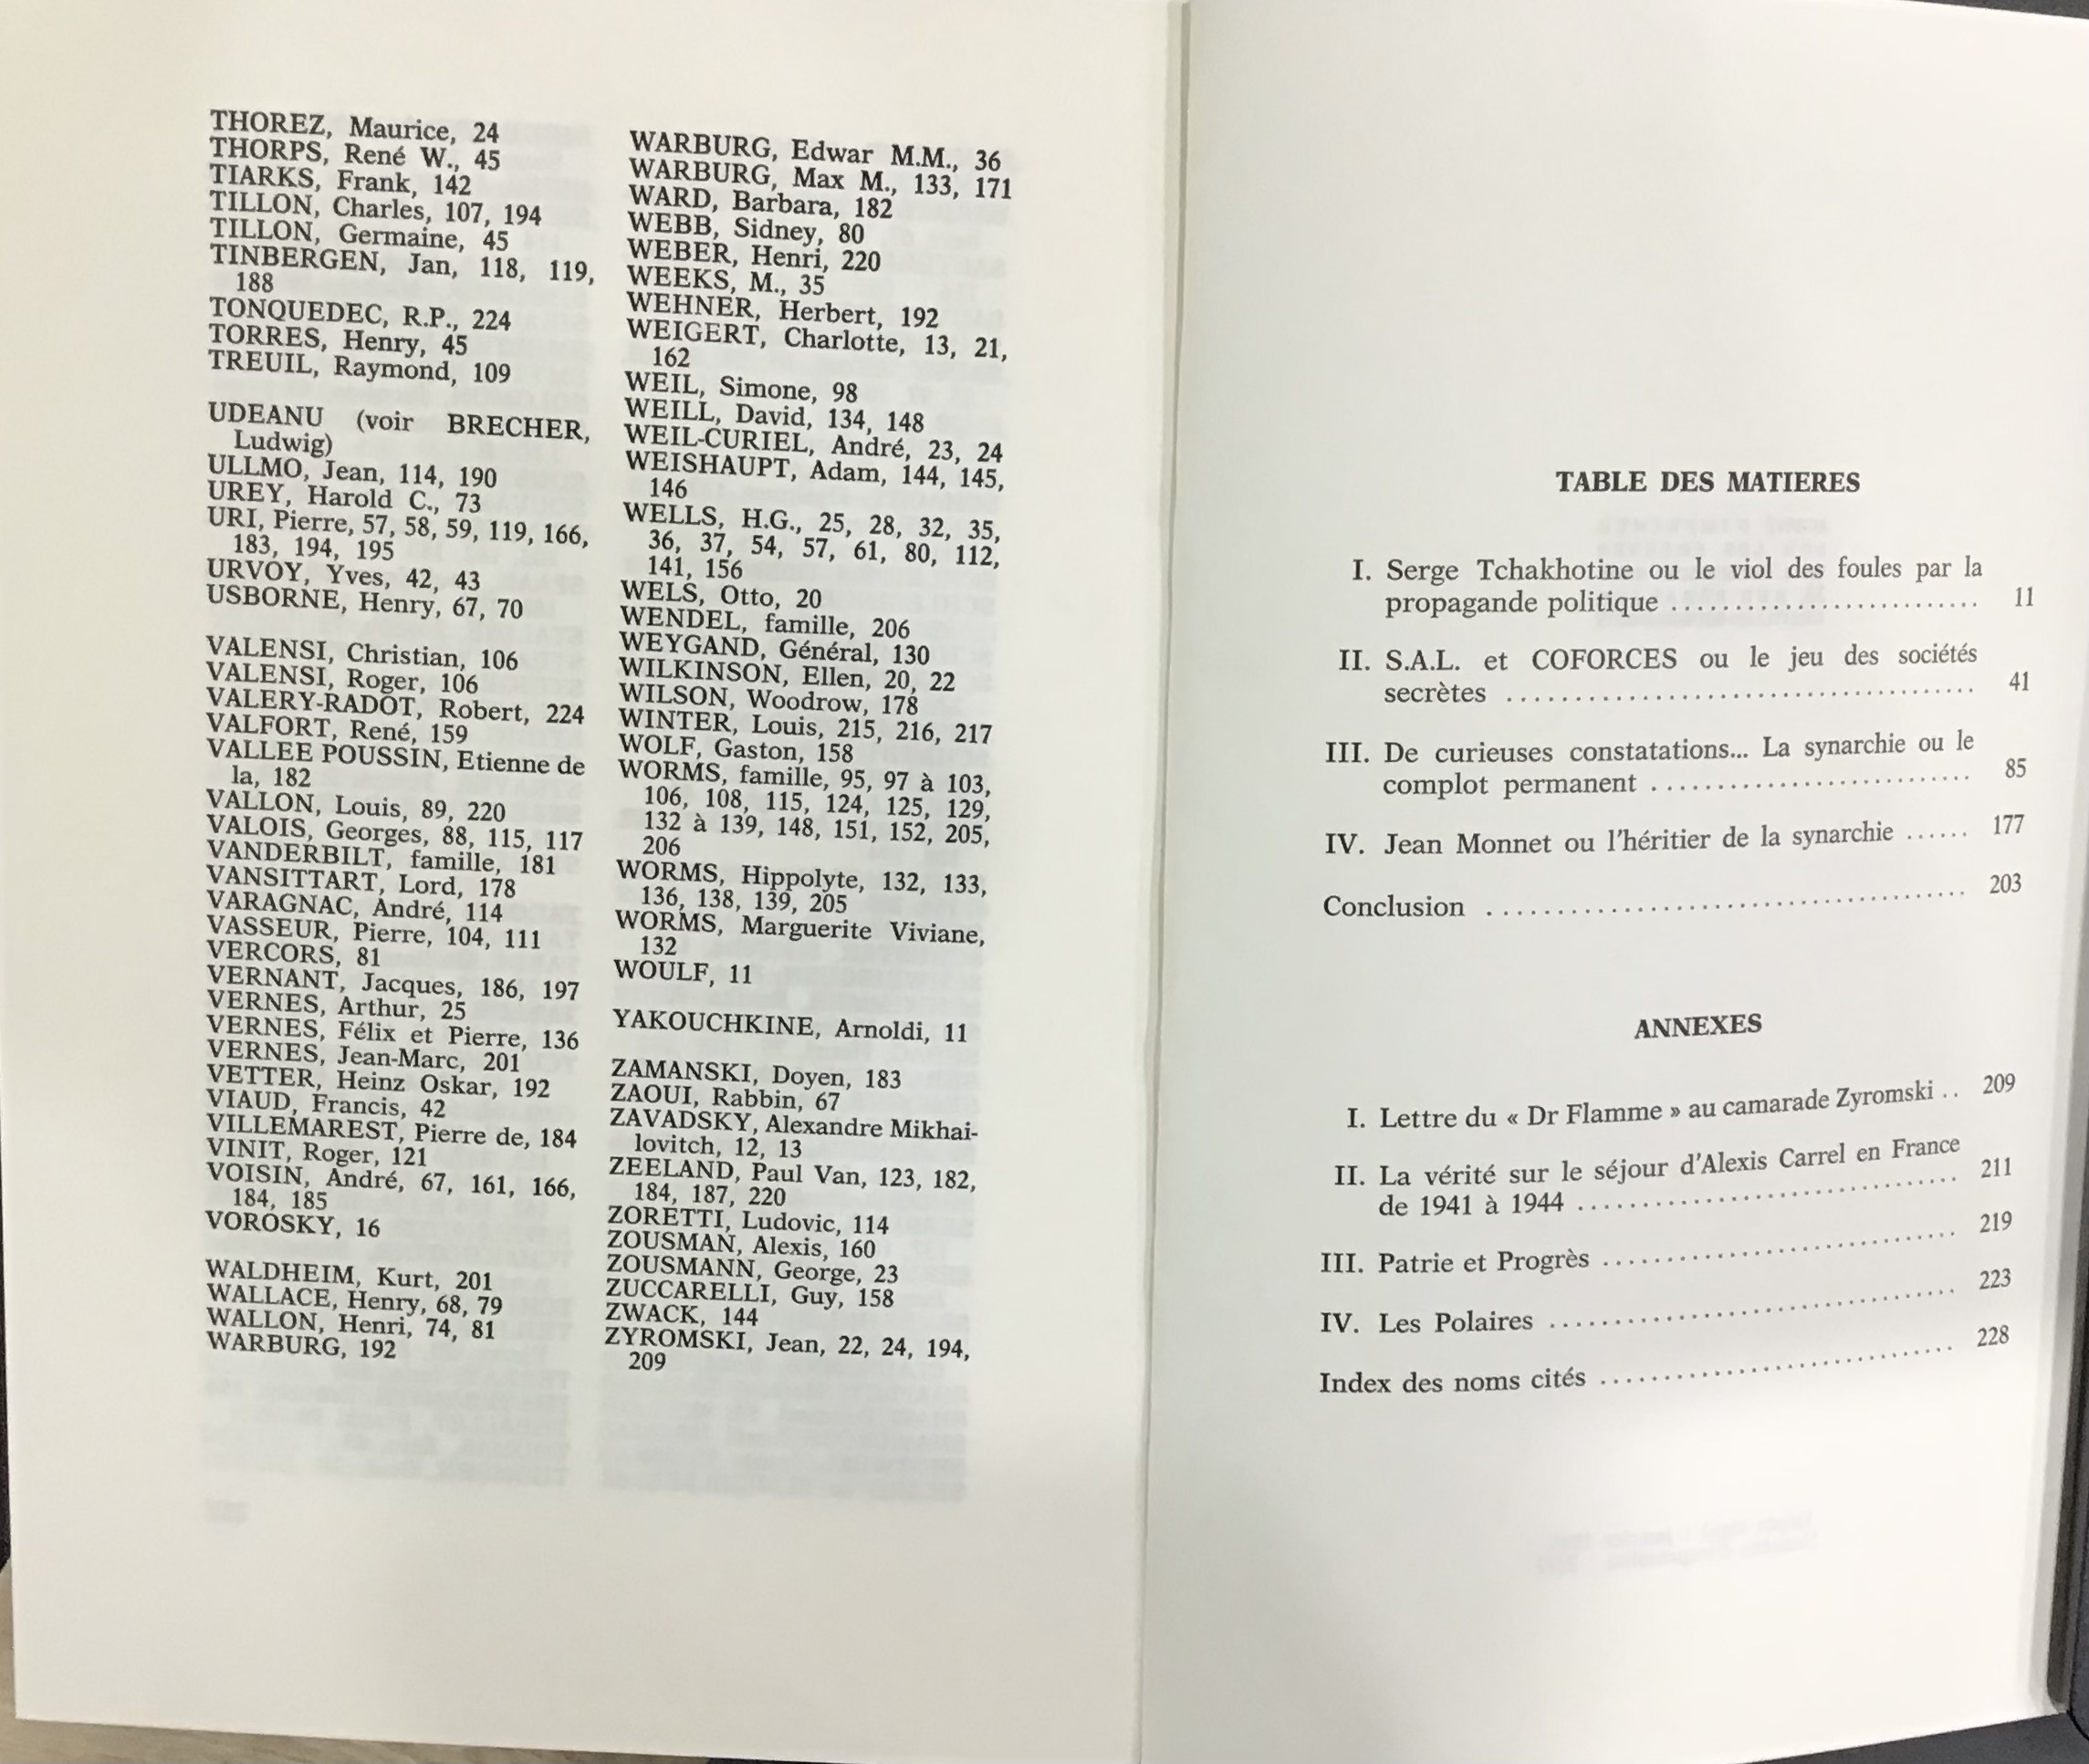 THOREZ, Maurice, 24
THORPS, René W., 45
TIARKS, Frank, 142
TILLON, Charles, 107, 194
TILLON, Germaine, 45
TINBERGEN, Jan, 118, 119,
188
TONQUEDEC, R.P., 224
TORRES, Henry, 45
TREUIL, Raymond, 109
UDEANU (voir BRECHER,
Ludwig)
ULLMO, Jean, 114, 190
UREY, Harold C., 73
URI, Pierre, 57, 58, 59, 119, 166,
183, 194, 195
URVOY, Yves, 42, 43
USBORNE, Henry, 67, 70
VALENSI, Christian, 106
VALENSI, Roger, 106
VALERY-RADOT, Robert, 224
VALFORT, René, 159
VALLEE POUSSIN, Etienne de
la, 182
VALLON, Louis, 89, 220
VALOIS, Georges, 88, 115, 117
VANDERBILT, famille, 181
VANSITTART, Lord, 178
VARAGNAC, André, 114
VASSEUR, Pierre, 104, 111
VERCORS, 81
VERNANT, Jacques, 186, 197
VERNES, Arthur, 25
VERNES, Félix et Pierre, 136
VERNES, Jean-Marc, 201
VETTER, Heinz Oskar, 192
VIAUD, Francis, 42
VILLEMAREST, Pierre de, 184
VINIT, Roger, 121
VOISIN, André, 67, 161, 166,
184, 185
VOROSKY, 16
WALDHEIM, Kurt, 201
WALLACE, Henry, 68, 79
WALLON, Henri, 74, 81
WARBURG, 192
WARBURG, Edwar M.M., 36
WARBURG, Max M., 133, 171
WARD, Barbara, 182
WEBB, Sidney, 80
WEBER, Henri, 220
WEEKS, M., 35
WEHNER, Herbert, 192
WEIGERT, Charlotte, 13, 21,
162
WEIL, Simone, 98
WEILL, David, 134, 148
WEIL-CURIEL, André, 23, 24
WEISHAUPT, Adam, 144, 145,
146
WELLS, H.G., 25, 28, 32, 35,
36, 37, 54, 57, 61, 80, 112,
141, 156
WELS, Otto, 20
WENDEL, famille, 206
WEYGAND, Général, 130
WILKINSON, Ellen, 20, 22
WILSON, Woodrow, 178
WINTER, Louis, 215, 216, 217
WOLF, Gaston, 158
WORMS, famille, 95, 97 à 103,
106, 108, 115, 124, 125, 129,
132 à 139, 148, 151, 152, 205,
206
WORMS, Hippolyte, 132, 133,
136, 138, 139, 205
WORMS, Marguerite Viviane,
132
WOULF, 11
YAKOUCHKINE, Arnoldi, 11
ZAMANSKI, Doyen, 183
ZAOUI, Rabbin, 67
ZAVADSKY, Alexandre Mikhai-
lovitch, 12, 13
ZEELAND, Paul Van, 123, 182,
184, 187, 220
ZORETTI, Ludovic, 114
ZOUSMAN, Alexis, 160
ZOUSMANN, George, 23
ZUCCARELLI, Guy, 158
ZWACK, 144
ZYROMSKI, Jean, 22, 24, 194,
209
TABLE DES MATIERES
I. Serge Tchakhotine ou le viol des foules par la
propagande politique ........................ 11
II. S.A.L. et COFORCES ou le jeu des sociétés
secrètes .................................... 41
III. De curieuses constatations... La synarchie ou le
complot permanent ......................... 85
IV. Jean Monnet ou l'héritier de la synarchie ...... 177
Conclusion ..................................... 203
ANNEXES
I. Lettre du « Dr Flamme » au camarade Zyromski .. 209
II. La vérité sur le séjour d'Alexis Carrel en France
de 1941 à 1944 .............................. 211
III. Patrie et Progrès ............................ 219
IV. Les Polaires ................................ 223
Index des noms cités ............................ 228